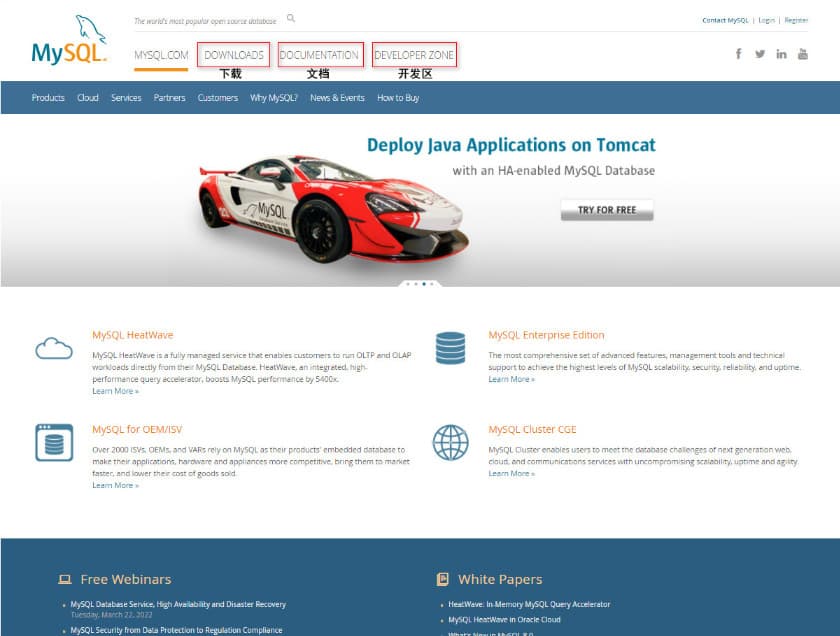 The world's most popular open source database
Contact MySQL | Login | Register
MySQL.
MYSQL.COM DOWNLOADS DOCUMENTATION DEVELOPER ZONE
下载 文档 开发区
Products Cloud Services Partners Customers Why MySQL? News & Events How to Buy
Deploy Java Applications on Tomcat
with an HA-enabled MySQL Database
TRY FOR FREE
MySQL
Database Service
MySQL HeatWave
MySQL HeatWave is a fully managed service that enables customers to run OLTP and OLAP
workloads directly from their MySQL Database. HeatWave, an integrated, high-
performance query accelerator, boosts MySQL performance by 5400x.
Learn More »
MySQL Enterprise Edition
The most comprehensive set of advanced features, management tools and technical
support to achieve the highest levels of MySQL scalability, security, reliability, and uptime.
Learn More »
MySQL for OEM/ISV
Over 2000 ISVs, OEMs, and VARs rely on MySQL as their products' embedded database to
make their applications, hardware and appliances more competitive, bring them to market
faster, and lower their cost of goods sold.
Learn More »
MySQL Cluster CGE
MySQL Cluster enables users to meet the database challenges of next generation web,
cloud, and communications services with uncompromising scalability, uptime and agility.
Learn More »
Free Webinars
MySQL Database Service, High Availability and Disaster Recovery
Tuesday, March 22, 2022
MySQL Security from Data Protection to Regulation Compliance
White Papers
HeatWave: In-Memory MySQL Query Accelerator
MySQL HeatWave in Oracle Cloud
What's New in MySQL 8.0